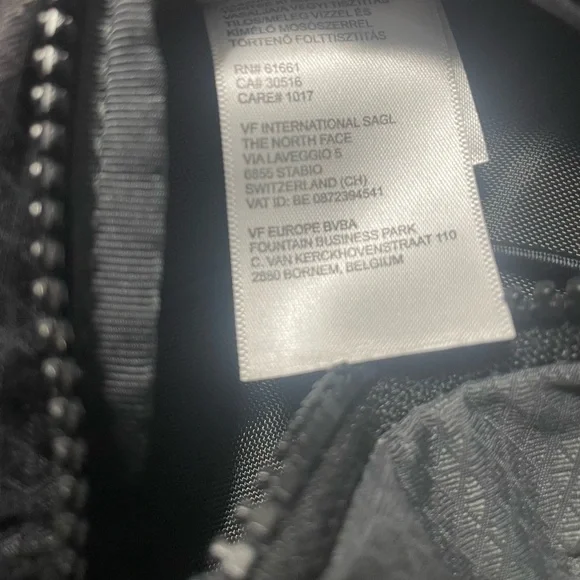 TILOS/MELEG VIZZEL ÉS
KÍMÉLŐ MOSÓSZERREL
TÖRTÉNŐ FOLTTISZTÍTÁS
RN# 61661
CA# 30516
CARE# 1017
VF INTERNATIONAL SAGL
THE NORTH FACE
VIA LAVEGGIO 5
6855 STABIO
SWITZERLAND (CH)
VAT ID: BE 0872394541
VF EUROPE BVBA
FOUNTAIN BUSINESS PARK
C. VAN KERCKHOVENSTRAAT 110
2880 BORNEM, BELGIUM